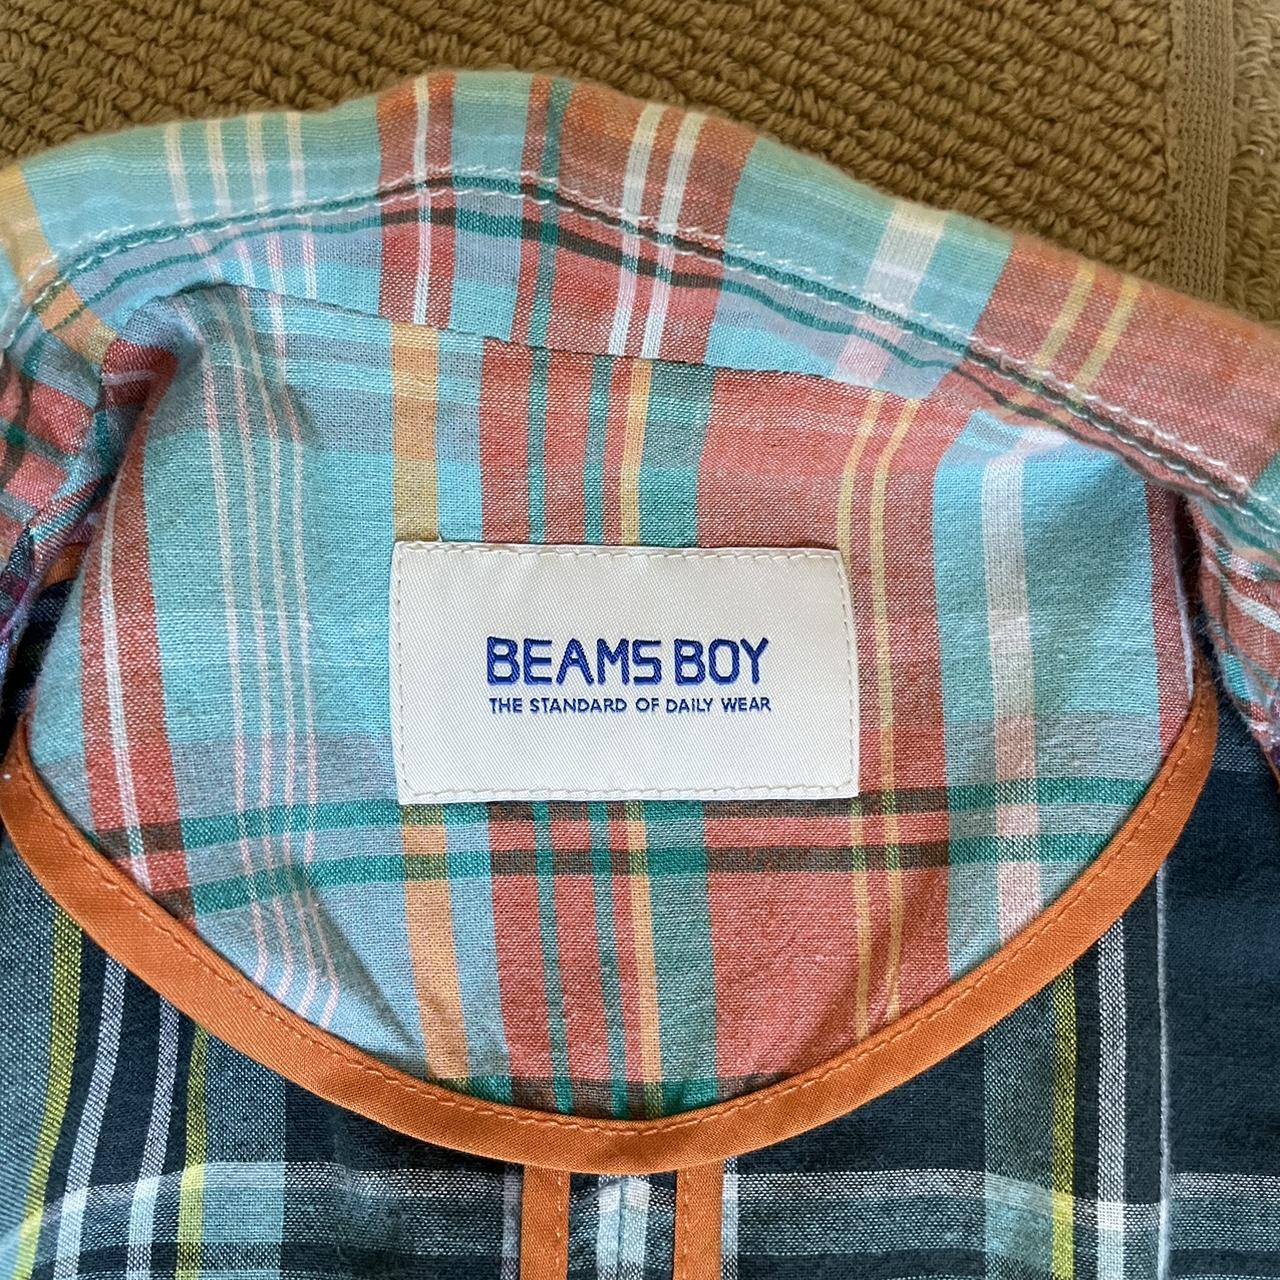 BEAMS BOY
THE STANDARD OF DAILY WEAR